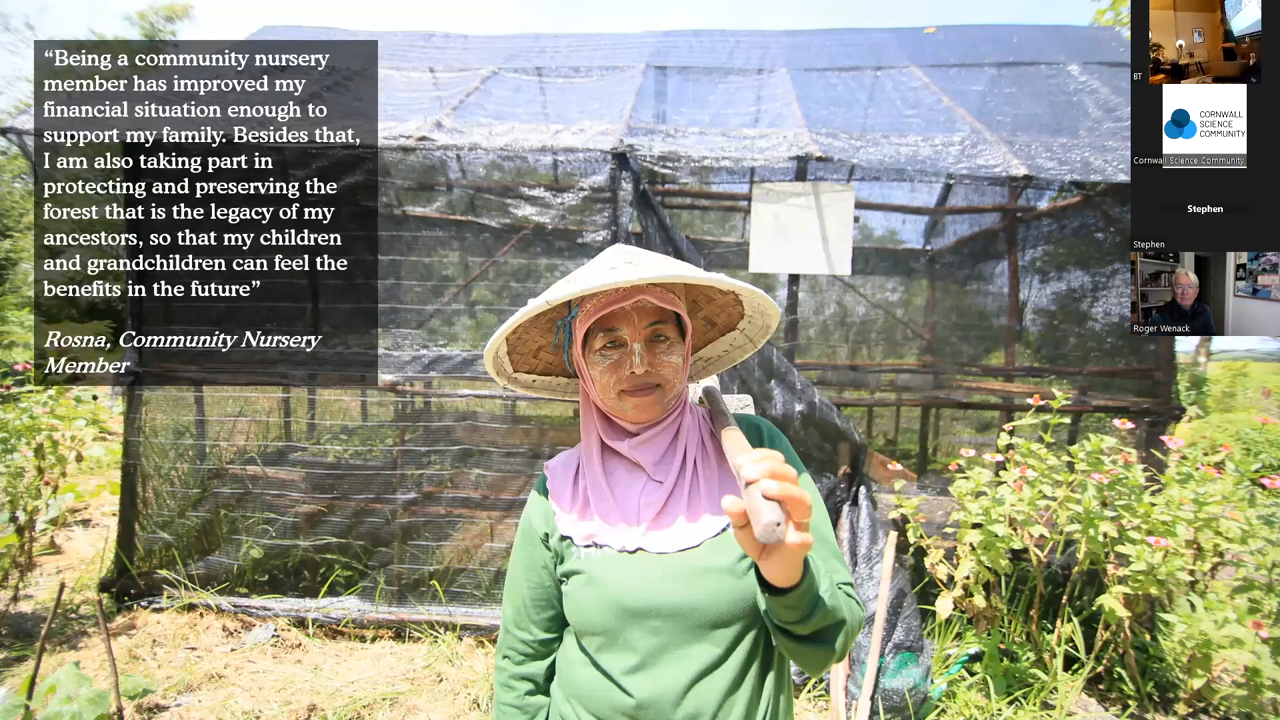 “Being a community nursery
member has improved my
financial situation enough to
support my family. Besides that,
I am also taking part in
protecting and preserving the
forest that is the legacy of my
ancestors, so that my children
and grandchildren can feel the
benefits in the future”
Rosna, Community Nursery
Member
BT
CORNWALL
SCIENCE
COMMUNITY
Cornwall Science Community
Stephen
Stephen
Roger Wenack